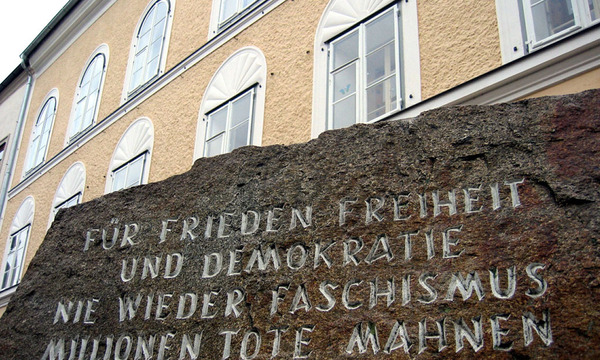 FÜR FRIEDEN FREIHEIT
UND DEMOKRATIE
NIE WIEDER FASCHISMUS
MILLIONEN TOTE MAHNEN